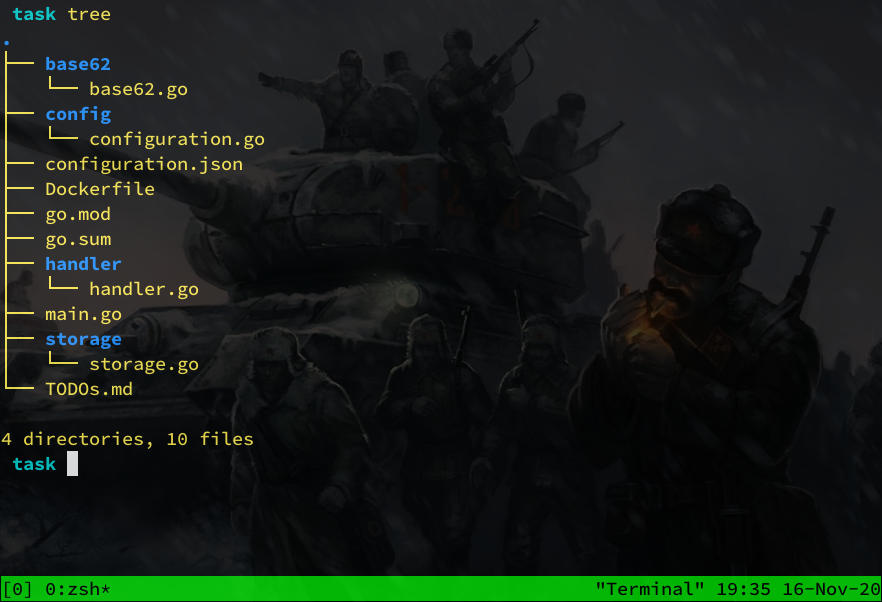 task tree
.
├── base62
│   └── base62.go
├── config
│   └── configuration.go
├── configuration.json
├── Dockerfile
├── go.mod
├── go.sum
├── handler
│   └── handler.go
├── main.go
├── storage
│   └── storage.go
└── TODOs.md
4 directories, 10 files
task
[0] 0:zsh* "Terminal" 19:35 16-Nov-20